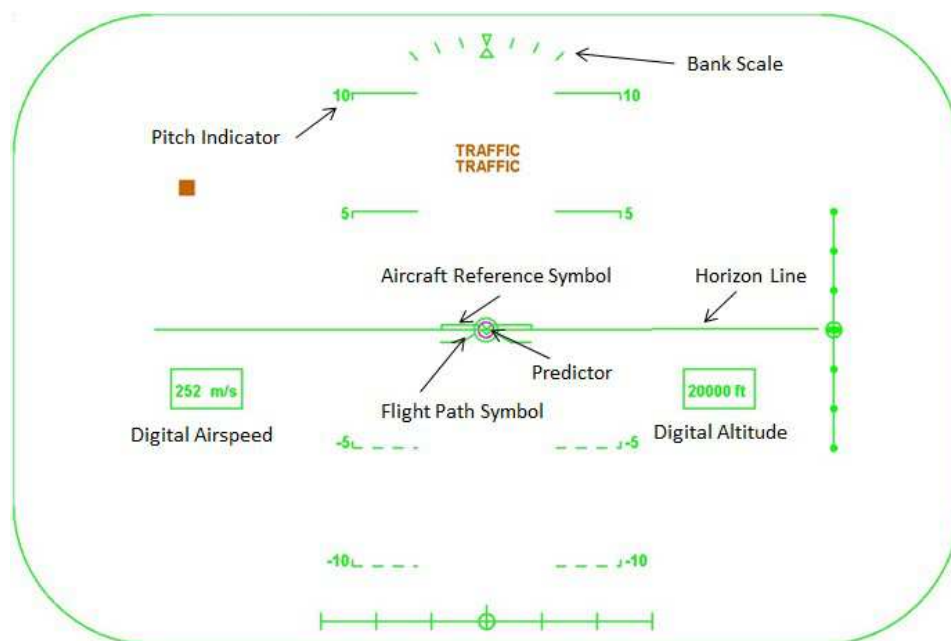 Bank Scale
10 10
Pitch Indicator
TRAFFIC
TRAFFIC
5 5
Aircraft Reference Symbol
Horizon Line
Predictor
252 m/s
20000 ft
Flight Path Symbol
Digital Airspeed
Digital Altitude
-5 -5
-10 -10